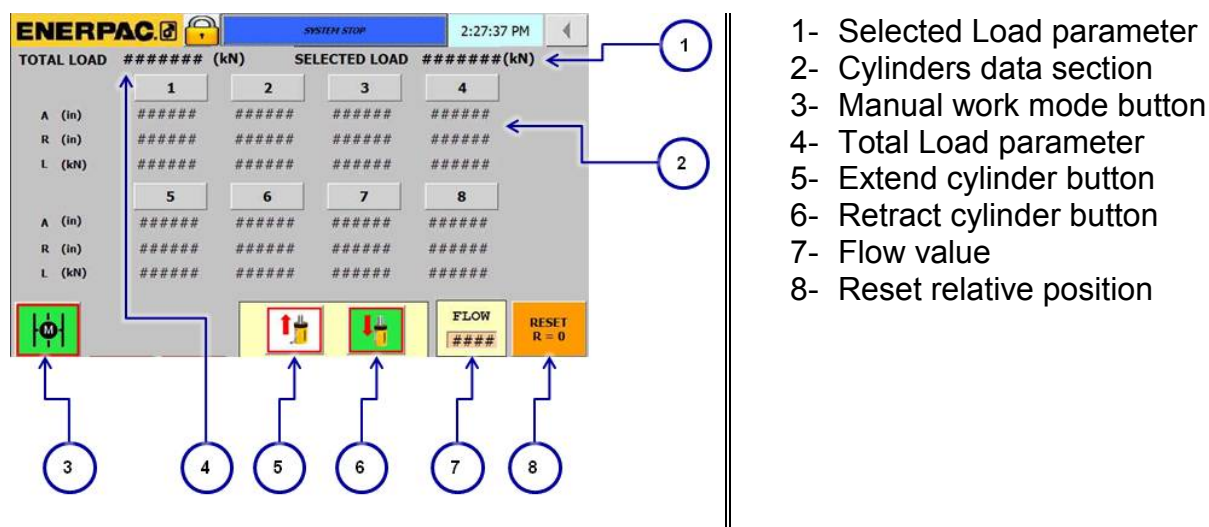 ENERPAC. SYSTEM STOP 2:27:37 PM
TOTAL LOAD ####### (kN) SELECTED LOAD #######(kN)
1 2 3 4
A (in) ###### ###### ###### ######
R (in) ###### ###### ###### ######
L (kN) ###### ###### ###### ######
5 6 7 8
A (in) ###### ###### ###### ######
R (in) ###### ###### ###### ######
L (kN) ###### ###### ###### ######
M
FLOW
####
RESET
R = 0
1
2
3 4 5 6 7 8
1- Selected Load parameter
2- Cylinders data section
3- Manual work mode button
4- Total Load parameter
5- Extend cylinder button
6- Retract cylinder button
7- Flow value
8- Reset relative position